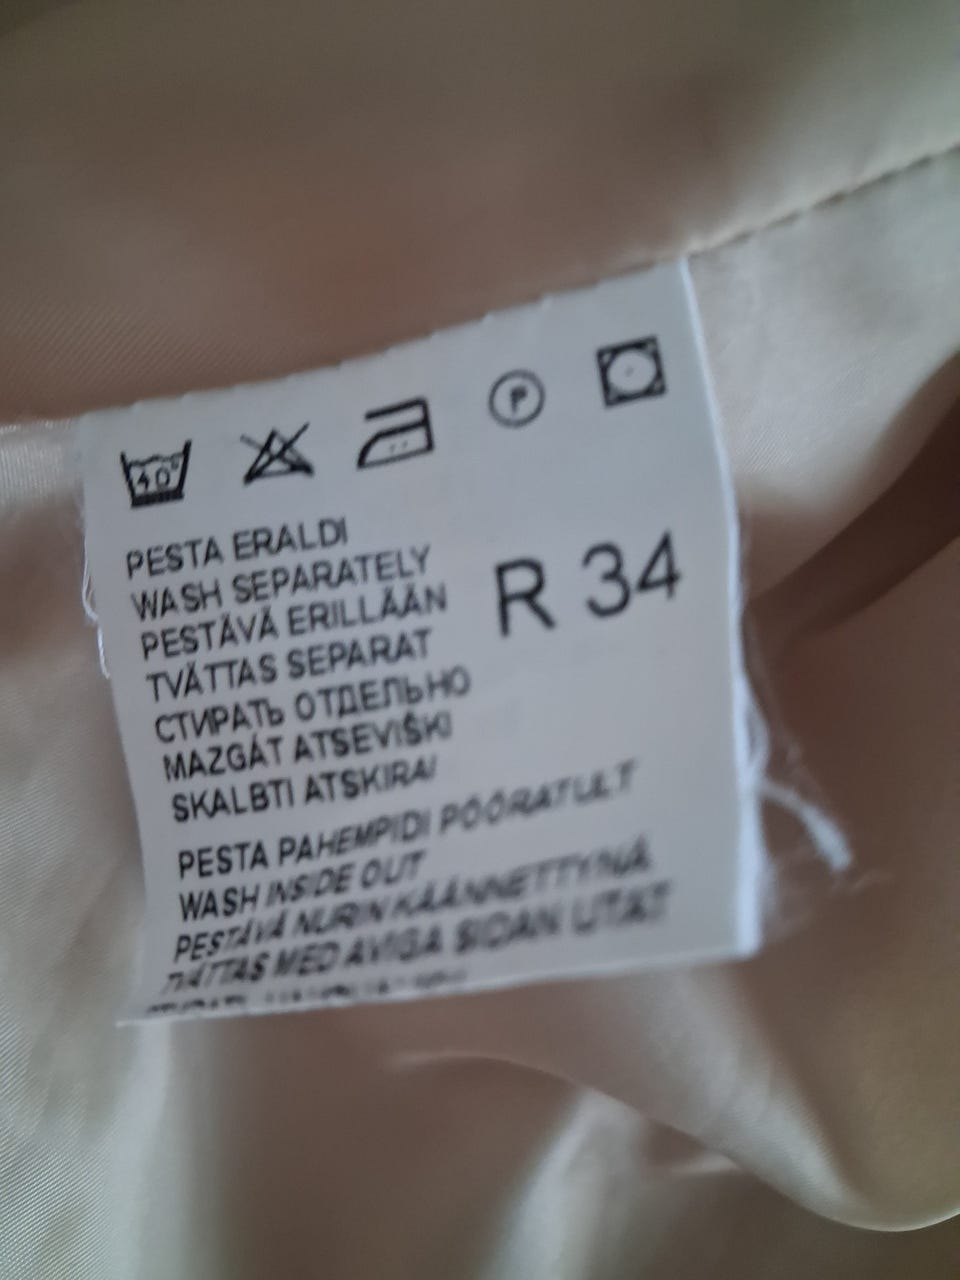 40°
P
PESTA ERALDI
WASH SEPARATELY
PESTÄVÄ ERILLÄÄN
TVÄTTAS SEPARAT
СТИРАТЬ ОТДЕЛЬНО
MAZGĀT ATSEVIŠĶI
SKALBTI ATSKIRAI
R 34
PESTA PAHEMPIDI PÖÖRATULT
WASH INSIDE OUT
PESTÄVÄ NURIN KÄÄNNETTYNÄ
TVÄTTAS MED AVIGA SIDAN UTÅT